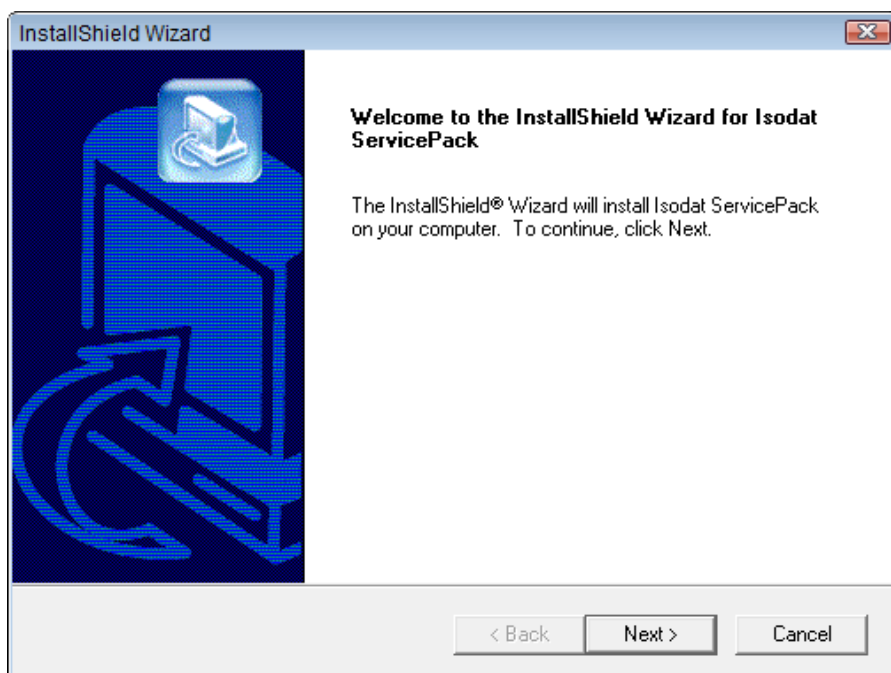 InstallShield Wizard
Welcome to the InstallShield Wizard for Isodat
ServicePack
The InstallShield® Wizard will install Isodat ServicePack
on your computer.  To continue, click Next.
< Back
Next >
Cancel